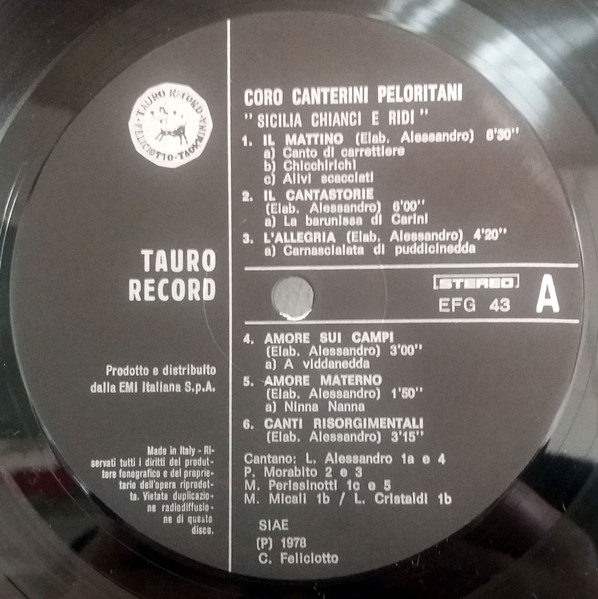 CORO CANTERINI PELORITANI
" SICILIA CHIANCI E RIDI "
1. IL MATTINO (Elab. Alessandro) 6'30"
a) Canto di carrettiere
b) Chicchirichì
c) Alivi scacciati
2. IL CANTASTORIE
(Elab. Alessandro) 6'00"
a) La barunissa di Carini
3. L'ALLEGRIA (Elab. Alessandro) 4'20"
a) Carnascialata di puddicinedda
TAURO RECORD
TAURO
RECORD
STEREO
EFG 43
A
4. AMORE SUI CAMPI
(Elab. Alessandro) 3'00"
a) A viddanedda
5. AMORE MATERNO
(Elab. Alessandro) 1'50"
a) Ninna Nanna
6. CANTI RISORGIMENTALI
(Elab. Alessandro) 3'15"
Cantano: L. Alessandro 1a e 4
P. Morabito 2 e 3
M. Perissinotti 1c e 5
M. Micali 1b / L. Cristaldi 1b
Prodotto e distribuito
dalla EMI Italiana S.p.A.
Made in Italy - Ri-
servati tutti i diritti del produt-
tore fonografico e del proprie-
tario dell'opera riprodot-
ta. Vietata duplicazio-
ne radiodiffusio-
ne di questo
disco.
SIAE
(P) 1978
C. Feliciotto